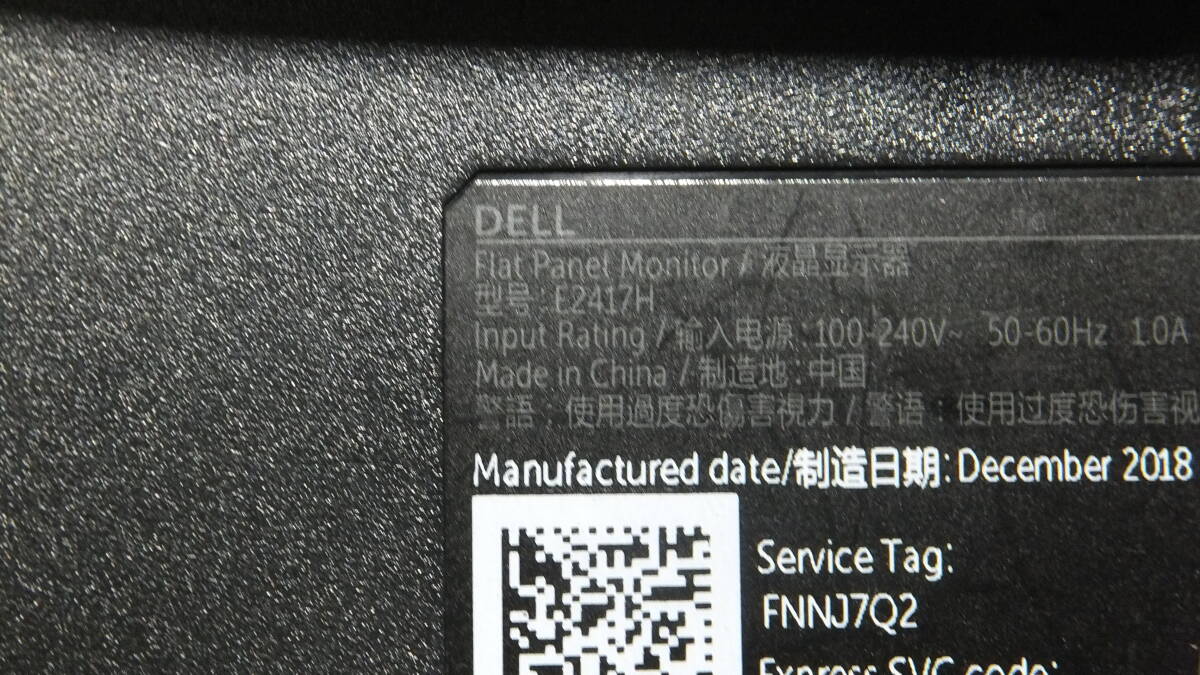 DELL
Flat Panel Monitor / 液晶显示器
型号: E2417H
Input Rating / 输入电源: 100-240V~ 50-60Hz 1.0A
Made in China / 制造地: 中国
警語：使用過度恐傷害視力 / 警语：使用过度恐伤害视
Manufactured date/制造日期: December 2018
Service Tag:
FNNJ7Q2
Express SVC code: